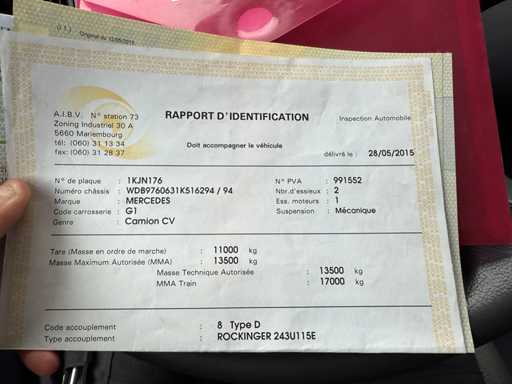 (1) Original du 12/05/2015
A.I.B.V. N° station 73
Zoning Industriel 30 A
5660 Mariembourg
tél: (060) 31 13 34
fax: (060) 31 28 37
RAPPORT D'IDENTIFICATION
Inspection Automobile
Doit accompagner le véhicule
délivré le : 28/05/2015
N° de plaque : 1KJN176
N° PVA : 991552
Numéro châssis : WDB9760631K516294 / 94
Nbr.d'essieux : 2
Marque : MERCEDES
Ess. moteurs : 1
Code carrosserie : G1
Suspension : Mécanique
Genre : Camion CV
Tare (Masse en ordre de marche) : 11000 kg
Masse Maximum Autorisée (MMA) : 13500 kg
Masse Technique Autorisée : 13500 kg
MMA Train : 17000 kg
Code accouplement : 8 Type D
Type accouplement : ROCKINGER 243U115E